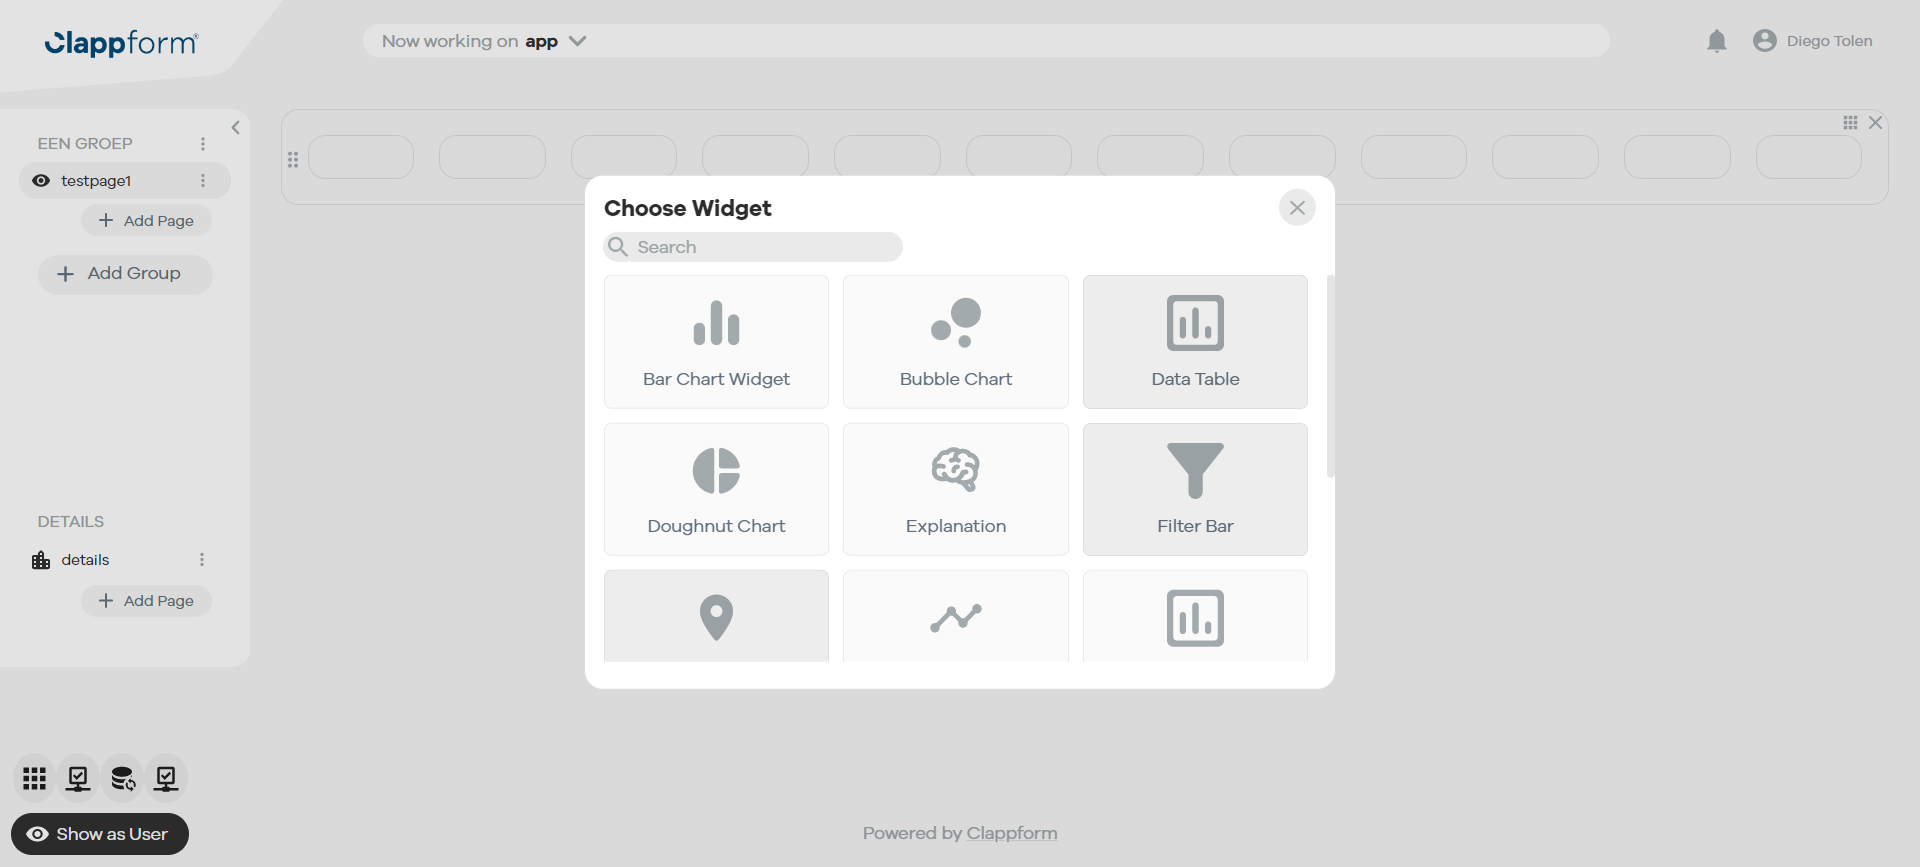 Clappform®
Now working on app
Diego Tolen
EEN GROEP
testpage1
Add Page
Add Group
DETAILS
details
Add Page
Show as User
Choose Widget
Search
Bar Chart Widget
Bubble Chart
Data Table
Doughnut Chart
Explanation
Filter Bar
Powered by Clappform